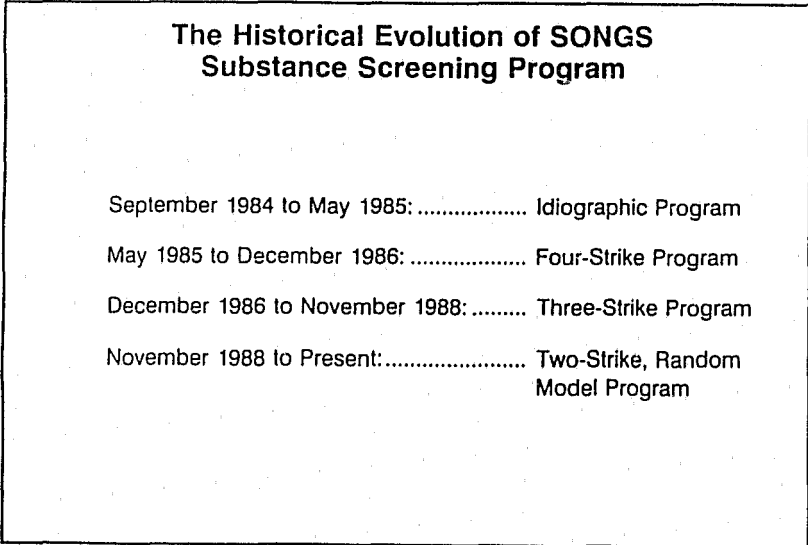 The Historical Evolution of SONGS
Substance Screening Program
September 1984 to May 1985: .................. Idiographic Program
May 1985 to December 1986: ................... Four-Strike Program
December 1986 to November 1988: ......... Three-Strike Program
November 1988 to Present: ....................... Two-Strike, Random
Model Program